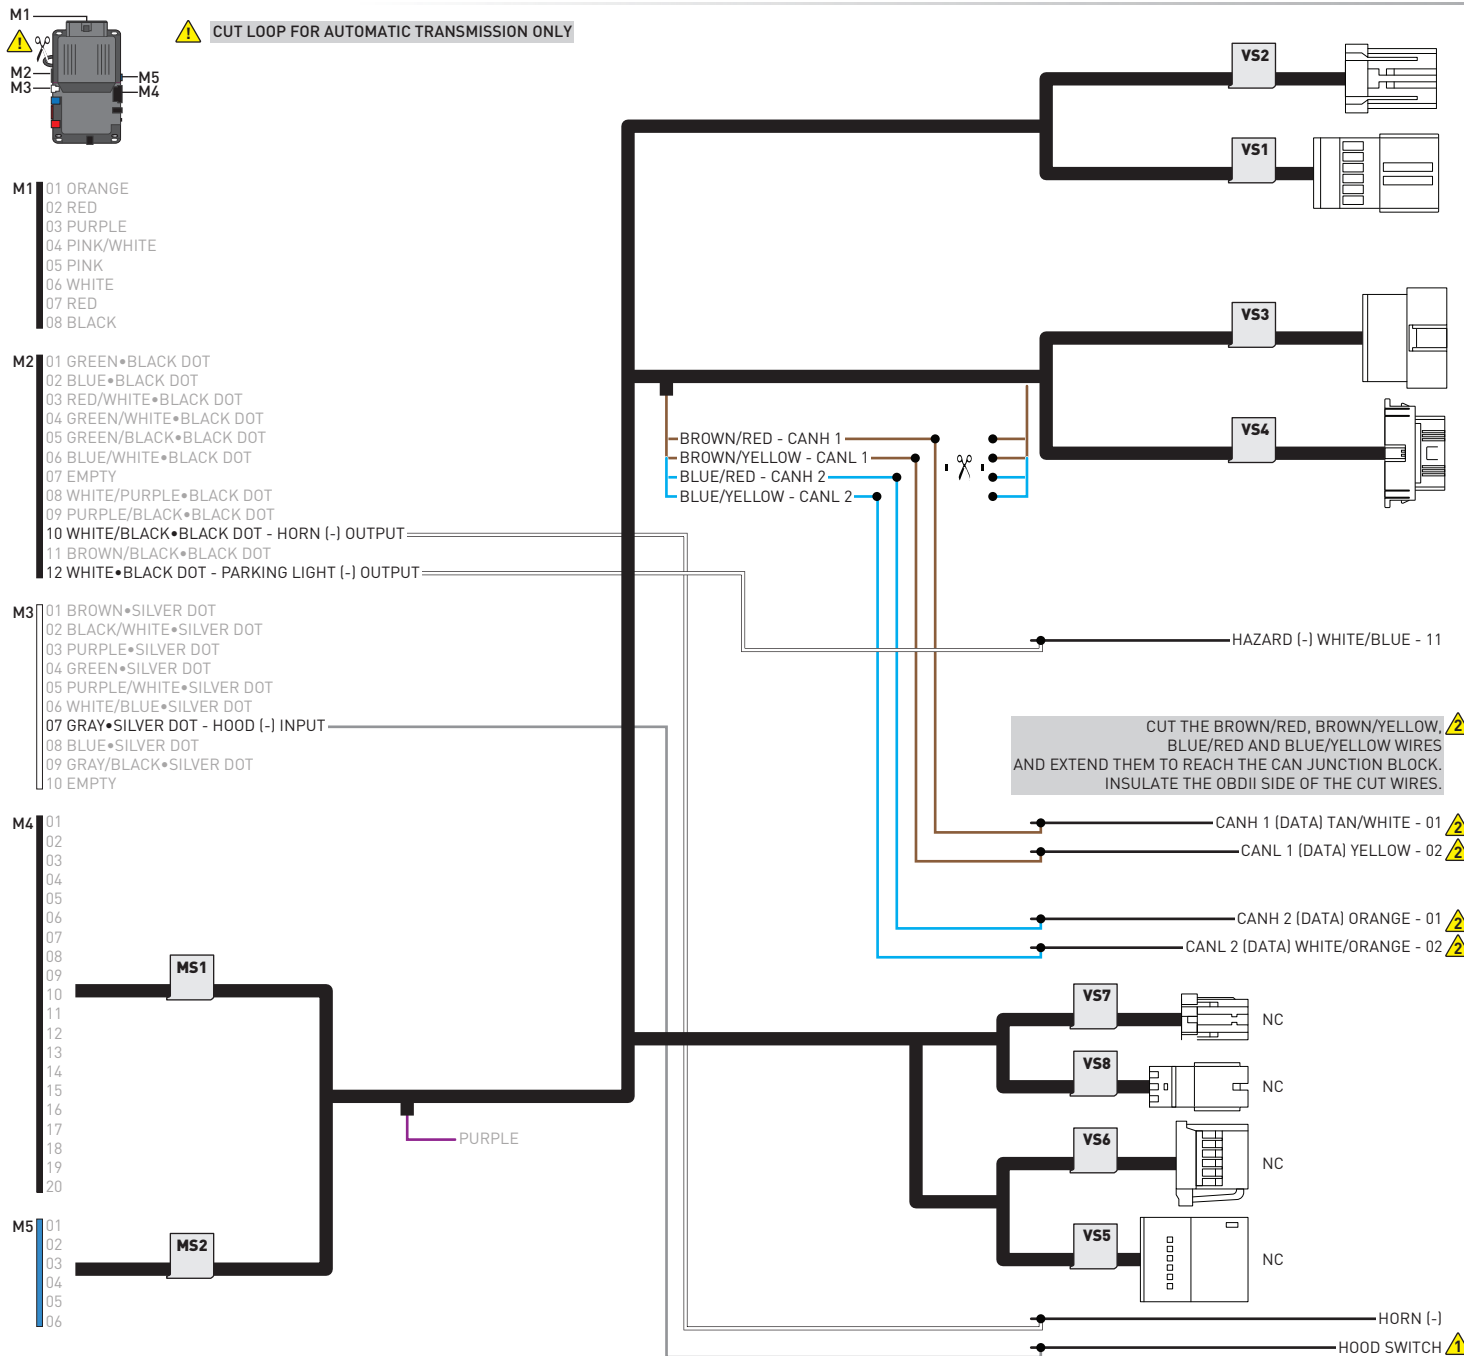 M1
M2
M3
M5
M4
CUT LOOP FOR AUTOMATIC TRANSMISSION ONLY
M1
01 ORANGE
02 RED
03 PURPLE
04 PINK/WHITE
05 PINK
06 WHITE
07 RED
08 BLACK
M2
01 GREEN•BLACK DOT
02 BLUE•BLACK DOT
03 RED/WHITE•BLACK DOT
04 GREEN/WHITE•BLACK DOT
05 GREEN/BLACK•BLACK DOT
06 BLUE/WHITE•BLACK DOT
07 EMPTY
08 WHITE/PURPLE•BLACK DOT
09 PURPLE/BLACK•BLACK DOT
10 WHITE/BLACK•BLACK DOT - HORN (-) OUTPUT
11 BROWN/BLACK•BLACK DOT
12 WHITE•BLACK DOT - PARKING LIGHT (-) OUTPUT
M3
01 BROWN•SILVER DOT
02 BLACK/WHITE•SILVER DOT
03 PURPLE•SILVER DOT
04 GREEN•SILVER DOT
05 PURPLE/WHITE•SILVER DOT
06 WHITE/BLUE•SILVER DOT
07 GRAY•SILVER DOT - HOOD (-) INPUT
08 BLUE•SILVER DOT
09 GRAY/BLACK•SILVER DOT
10 EMPTY
M4
01
02
03
04
05
06
07
08
09
10
11
12
13
14
15
16
17
18
19
20
M5
01
02
03
04
05
06
MS1
MS2
PURPLE
VS2
VS1
VS3
VS4
BROWN/RED - CANH 1
BROWN/YELLOW - CANL 1
BLUE/RED - CANH 2
BLUE/YELLOW - CANL 2
HAZARD (-) WHITE/BLUE - 11
CUT THE BROWN/RED, BROWN/YELLOW, 2
BLUE/RED AND BLUE/YELLOW WIRES
AND EXTEND THEM TO REACH THE CAN JUNCTION BLOCK.
INSULATE THE OBDII SIDE OF THE CUT WIRES.
CANH 1 (DATA) TAN/WHITE - 01 2
CANL 1 (DATA) YELLOW - 02 2
CANH 2 (DATA) ORANGE - 01 2
CANL 2 (DATA) WHITE/ORANGE - 02 2
VS7 NC
VS8 NC
VS6 NC
VS5 NC
HORN (-)
HOOD SWITCH 1